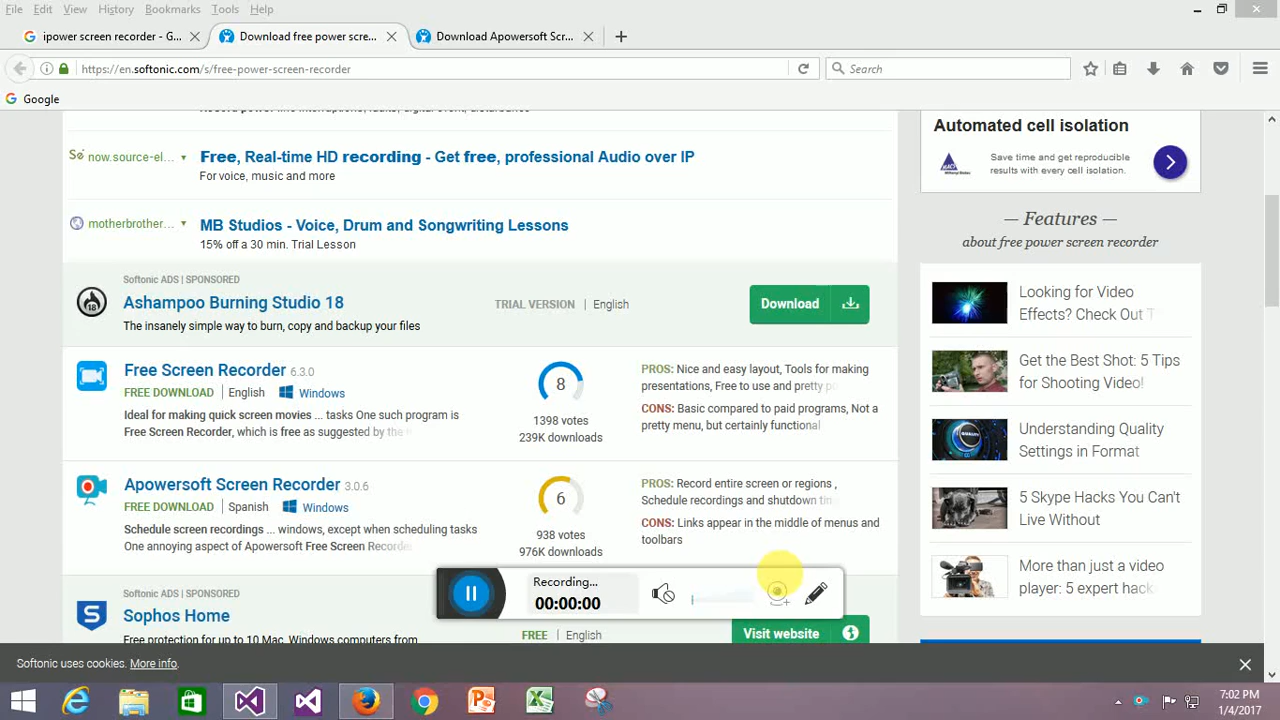 File Edit View History Bookmarks Tools Help
ipower screen recorder - G...
Download free power scre...
Download Apowersoft Scr...
https://en.softonic.com/s/free-power-screen-recorder
Search
Google
now.source-el...
Free, Real-time HD recording - Get free, professional Audio over IP
For voice, music and more
motherbrother...
MB Studios - Voice, Drum and Songwriting Lessons
15% off a 30 min. Trial Lesson
Softonic ADS | SPONSORED
Ashampoo Burning Studio 18
The insanely simple way to burn, copy and backup your files
TRIAL VERSION | English
Download
Free Screen Recorder 6.3.0
FREE DOWNLOAD | English Windows
Ideal for making quick screen movies ... tasks One such program is
Free Screen Recorder, which is free as suggested by the
8
1398 votes
239K downloads
PROS: Nice and easy layout, Tools for making
presentations, Free to use and pretty
CONS: Basic compared to paid programs, Not a
pretty menu, but certainly functional
Apowersoft Screen Recorder 3.0.6
FREE DOWNLOAD | Spanish Windows
Schedule screen recordings ... windows, except when scheduling tasks
One annoying aspect of Apowersoft Free Screen Recorder
6
938 votes
976K downloads
PROS: Record entire screen or regions ,
Schedule recordings and shutdown
CONS: Links appear in the middle of menus and
toolbars
Softonic ADS | SPONSORED
Sophos Home
Free protection for up to 10 Mac, Windows computers from
FREE | English
Visit website
Recording...
00:00:00
Automated cell isolation
Save time and get reproducible
results with every cell isolation.
— Features —
about free power screen recorder
Looking for Video
Effects? Check Out T
Get the Best Shot: 5 Tips
for Shooting Video!
Understanding Quality
Settings in Format
5 Skype Hacks You Can't
Live Without
More than just a video
player: 5 expert hack
Softonic uses cookies. More info.
7:02 PM
1/4/2017